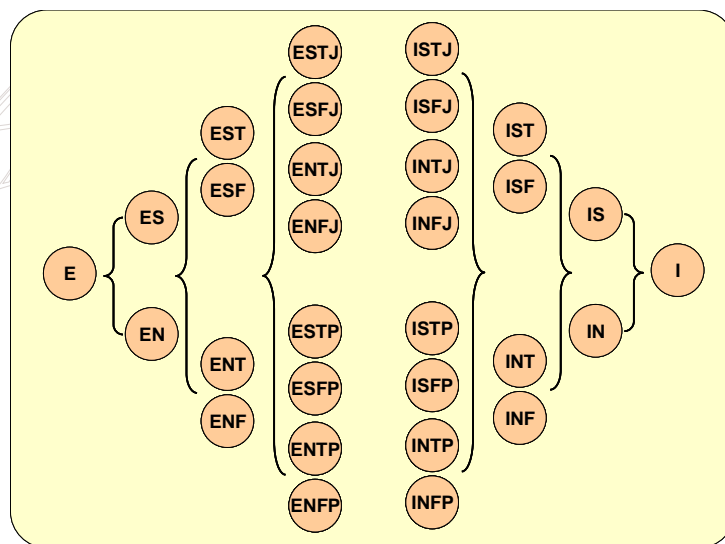 ESTJ ISTJ
ESFJ ISFJ
EST IST
ENTJ INTJ
ESF ISF
ES IS
ENFJ INFJ
E I
EN IN
ESTP ISTP
ENT INT
ESFP ISFP
ENF INF
ENTP INTP
ENFP INFP